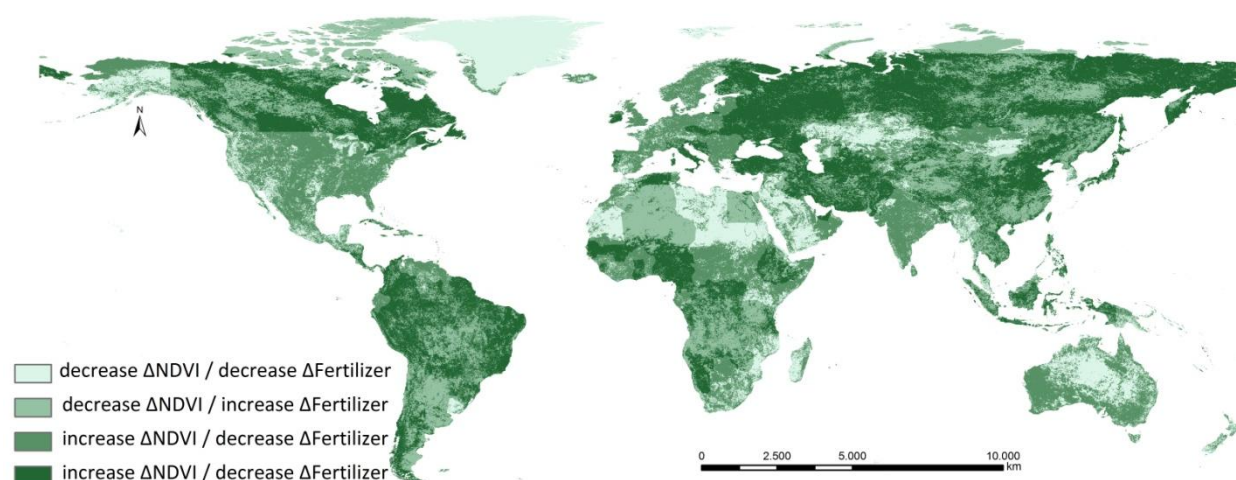 N
decrease ΔNDVI / decrease ΔFertilizer
decrease ΔNDVI / increase ΔFertilizer
increase ΔNDVI / decrease ΔFertilizer
increase ΔNDVI / decrease ΔFertilizer
0 2.500 5.000 10.000
km